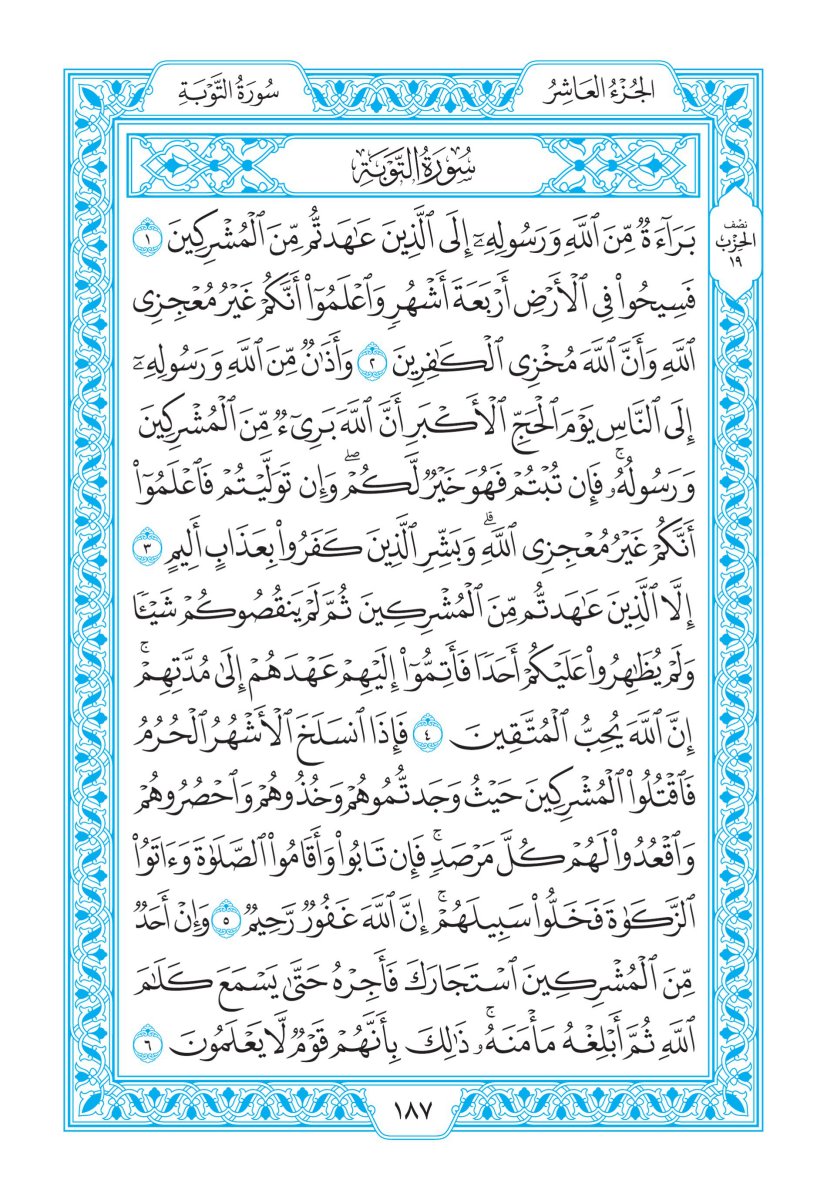 الجُزْءُ العَاشِرُ
سُورَةُ التَّوْبَةِ
سُورَةُ التَّوْبَةِ
نصْف
الحِزْب
١٩
بَرَآءَةٌ مِّنَ ٱللَّهِ وَرَسُولِهِۦٓ إِلَى ٱلَّذِينَ عَٰهَدتُّم مِّنَ ٱلْمُشْرِكِينَ ١
فَسِيحُوا۟ فِى ٱلْأَرْضِ أَرْبَعَةَ أَشْهُرٍ وَٱعْلَمُوٓا۟ أَنَّكُمْ غَيْرُ مُعْجِزِى
ٱللَّهِ وَأَنَّ ٱللَّهَ مُخْزِى ٱلْكَٰفِرِينَ ٢ وَأَذَٰنٌ مِّنَ ٱللَّهِ وَرَسُولِهِۦٓ
إِلَى ٱلنَّاسِ يَوْمَ ٱلْحَجِّ ٱلْأَكْبَرِ أَنَّ ٱللَّهَ بَرِىٓءٌ مِّنَ ٱلْمُشْرِكِينَ
وَرَسُولُهُۥ ۚ فَإِن تُبْتُمْ فَهُوَ خَيْرٌ لَّكُمْ ۖ وَإِن تَوَلَّيْتُمْ فَٱعْلَمُوٓا۟
أَنَّكُمْ غَيْرُ مُعْجِزِى ٱللَّهِ ۗ وَبَشِّرِ ٱلَّذِينَ كَفَرُوا۟ بِعَذَابٍ أَلِيمٍ ٣
إِلَّا ٱلَّذِينَ عَٰهَدتُّم مِّنَ ٱلْمُشْرِكِينَ ثُمَّ لَمْ يَنقُصُوكُمْ شَيْـًٔا
وَلَمْ يُظَٰهِرُوا۟ عَلَيْكُمْ أَحَدًا فَأَتِمُّوٓا۟ إِلَيْهِمْ عَهْدَهُمْ إِلَىٰ مُدَّتِهِمْ ۚ
إِنَّ ٱللَّهَ يُحِبُّ ٱلْمُتَّقِينَ ٤ فَإِذَا ٱنسَلَخَ ٱلْأَشْهُرُ ٱلْحُرُمُ
فَٱقْتُلُوا۟ ٱلْمُشْرِكِينَ حَيْثُ وَجَدتُّمُوهُمْ وَخُذُوهُمْ وَٱحْصُرُوهُمْ
وَٱقْعُدُوا۟ لَهُمْ كُلَّ مَرْصَدٍ ۚ فَإِن تَابُوا۟ وَأَقَامُوا۟ ٱلصَّلَوٰةَ وَءَاتَوُا۟
ٱلزَّكَوٰةَ فَخَلُّوا۟ سَبِيلَهُمْ ۚ إِنَّ ٱللَّهَ غَفُورٌ رَّحِيمٌ ٥ وَإِنْ أَحَدٌ
مِّنَ ٱلْمُشْرِكِينَ ٱسْتَجَارَكَ فَأَجِرْهُ حَتَّىٰ يَسْمَعَ كَلَٰمَ
ٱللَّهِ ثُمَّ أَبْلِغْهُ مَأْمَنَهُۥ ۚ ذَٰلِكَ بِأَنَّهُمْ قَوْمٌ لَّا يَعْلَمُونَ ٦
١٨٧